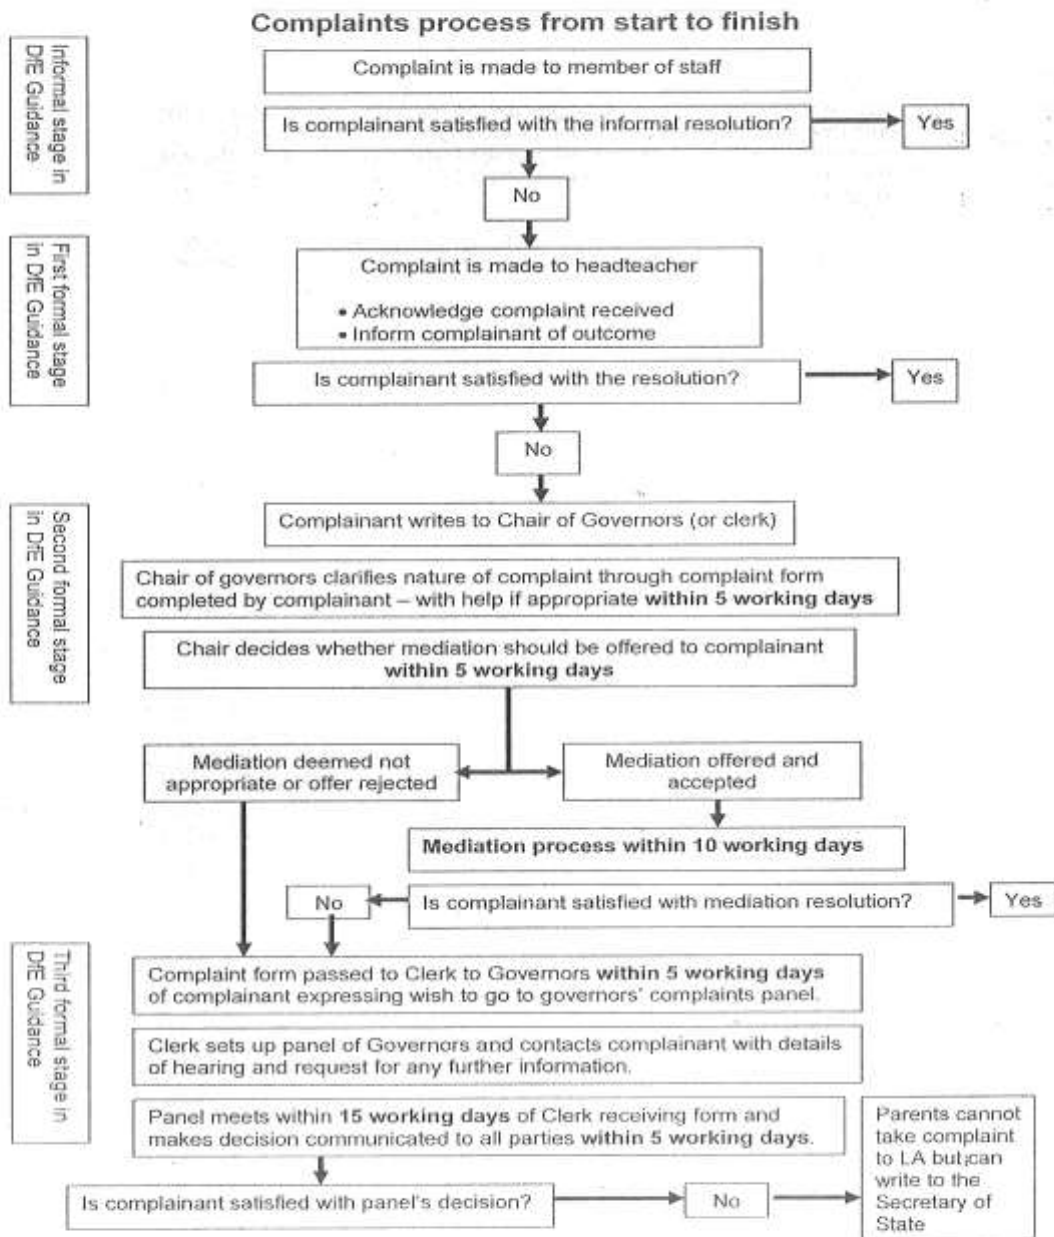 Complaints process from start to finish
Informal stage in
DfE Guidance
Complaint is made to member of staff
Is complainant satisfied with the informal resolution?
Yes
No
First formal stage
in DfE Guidance
Complaint is made to headteacher
• Acknowledge complaint received
• Inform complainant of outcome
Is complainant satisfied with the resolution?
Yes
No
Second formal stage
in DfE Guidance
Complainant writes to Chair of Governors (or clerk)
Chair of governors clarifies nature of complaint through complaint form
completed by complainant – with help if appropriate within 5 working days
Chair decides whether mediation should be offered to complainant
within 5 working days
Mediation deemed not
appropriate or offer rejected
Mediation offered and
accepted
Mediation process within 10 working days
Is complainant satisfied with mediation resolution?
Yes
No
Third formal stage in
DfE Guidance
Complaint form passed to Clerk to Governors within 5 working days
of complainant expressing wish to go to governors' complaints panel.
Clerk sets up panel of Governors and contacts complainant with details
of hearing and request for any further information.
Panel meets within 15 working days of Clerk receiving form and
makes decision communicated to all parties within 5 working days.
Is complainant satisfied with panel's decision?
No
Parents cannot
take complaint
to LA but can
write to the
Secretary of
State